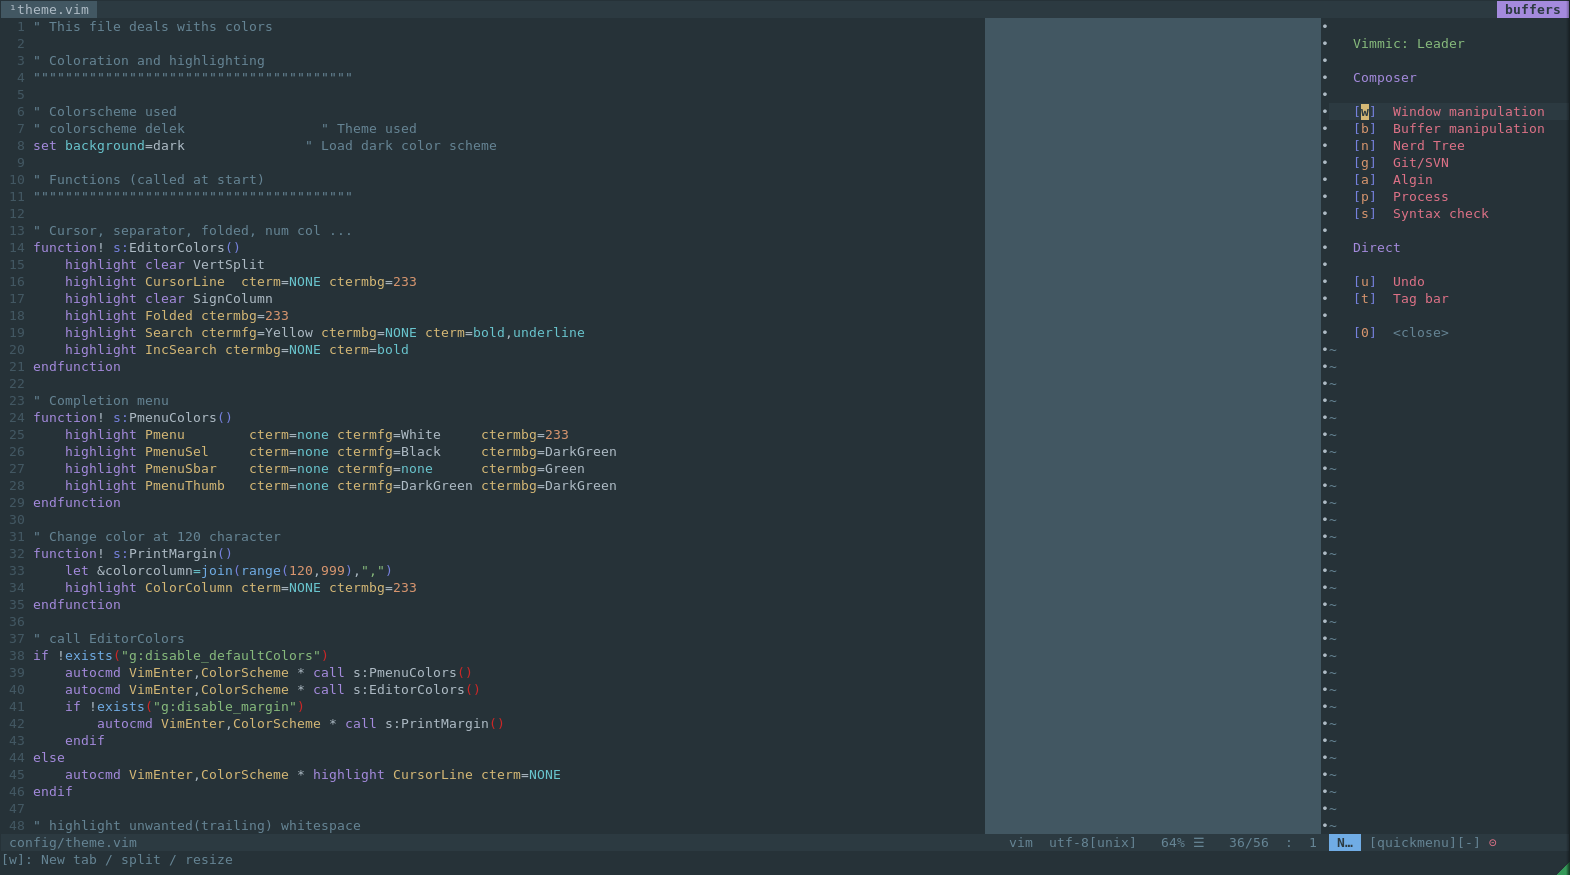 ¹theme.vim buffers
1 " This file deals withs colors
2
3 " Coloration and highlighting
4 """"""""""""""""""""""""""""""""""""""""
5
6 " Colorscheme used
7 " colorscheme delek                 " Theme used
8 set background=dark               " Load dark color scheme
9
10 " Functions (called at start)
11 """"""""""""""""""""""""""""""""""""""""
12
13 " Cursor, separator, folded, num col ...
14 function! s:EditorColors()
15     highlight clear VertSplit
16     highlight CursorLine  cterm=NONE ctermbg=233
17     highlight clear SignColumn
18     highlight Folded ctermbg=233
19     highlight Search ctermfg=Yellow ctermbg=NONE cterm=bold,underline
20     highlight IncSearch ctermbg=NONE cterm=bold
21 endfunction
22
23 " Completion menu
24 function! s:PmenuColors()
25     highlight Pmenu        cterm=none ctermfg=White     ctermbg=233
26     highlight PmenuSel     cterm=none ctermfg=Black     ctermbg=DarkGreen
27     highlight PmenuSbar    cterm=none ctermfg=none      ctermbg=Green
28     highlight PmenuThumb   cterm=none ctermfg=DarkGreen ctermbg=DarkGreen
29 endfunction
30
31 " Change color at 120 character
32 function! s:PrintMargin()
33     let &colorcolumn=join(range(120,999),",")
34     highlight ColorColumn cterm=NONE ctermbg=233
35 endfunction
36
37 " call EditorColors
38 if !exists("g:disable_defaultColors")
39     autocmd VimEnter,ColorScheme * call s:PmenuColors()
40     autocmd VimEnter,ColorScheme * call s:EditorColors()
41     if !exists("g:disable_margin")
42         autocmd VimEnter,ColorScheme * call s:PrintMargin()
43     endif
44 else
45     autocmd VimEnter,ColorScheme * highlight CursorLine cterm=NONE
46 endif
47
48 " highlight unwanted(trailing) whitespace
Vimmic: Leader
Composer
[w]  Window manipulation
[b]  Buffer manipulation
[n]  Nerd Tree
[g]  Git/SVN
[a]  Algin
[p]  Process
[s]  Syntax check
Direct
[u]  Undo
[t]  Tag bar
[0]  <close>
config/theme.vim vim utf-8[unix] 64% ☰ 36/56 : 1 N… [quickmenu][-] ⊙
[w]: New tab / split / resize